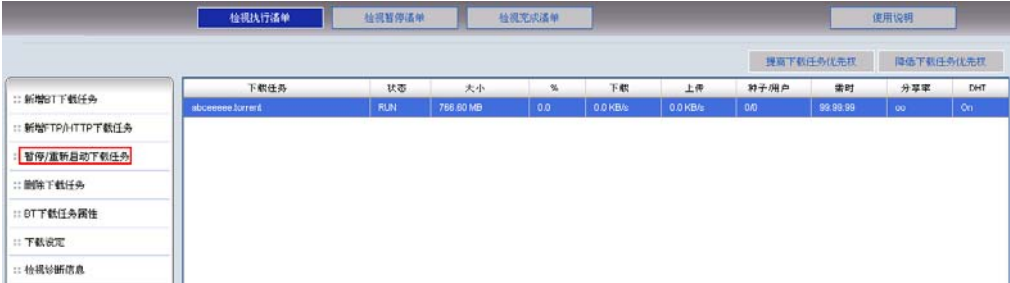 检视执行清单 检视暂停清单 检视完成清单 使用说明
提高下载任务优先权 降低下载任务优先权
下载任务 状态 大小 % 下载 上传 种子/用户 需时 分享率 DHT
abceeeee.torrent RUN 766.60 MB 0.0 0.0 KB/s 0.0 KB/s 0/0 99:99:99 oo On
:: 新增BT下载任务
:: 新增FTP/HTTP下载任务
:: 暂停/重新启动下载任务
:: 删除下载任务
:: BT下载任务属性
:: 下载设定
:: 检视诊断信息